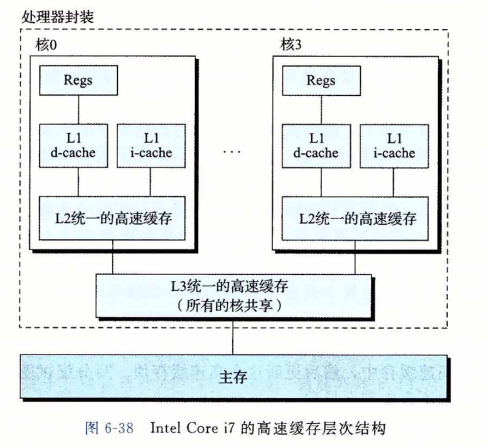 处理器封装
核0
核3
Regs
Regs
L1
d-cache
L1
i-cache
...
L1
d-cache
L1
i-cache
L2统一的高速缓存
L2统一的高速缓存
L3统一的高速缓存
（所有的核共享）
主存
图 6-38 Intel Core i7 的高速缓存层次结构